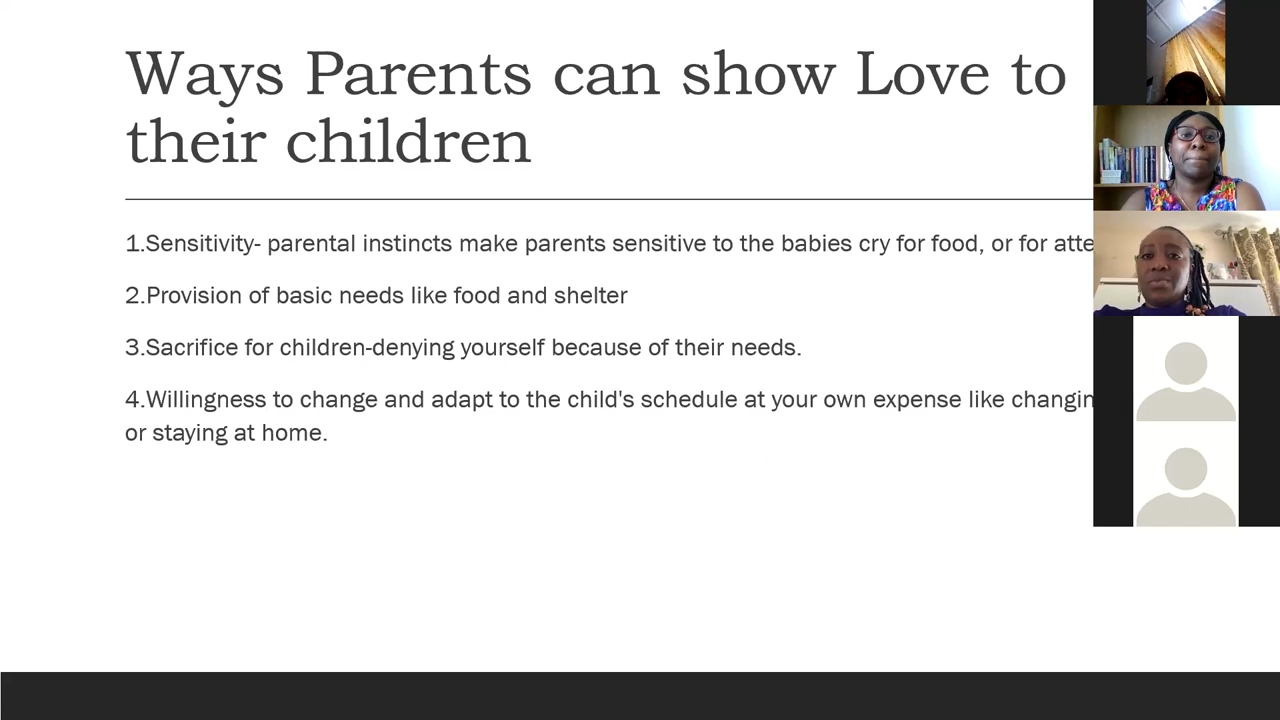 Ways Parents can show Love to
their children
1.Sensitivity- parental instincts make parents sensitive to the babies cry for food, or for
2.Provision of basic needs like food and shelter
3.Sacrifice for children-denying yourself because of their needs.
4.Willingness to change and adapt to the child's schedule at your own expense like
or staying at home.